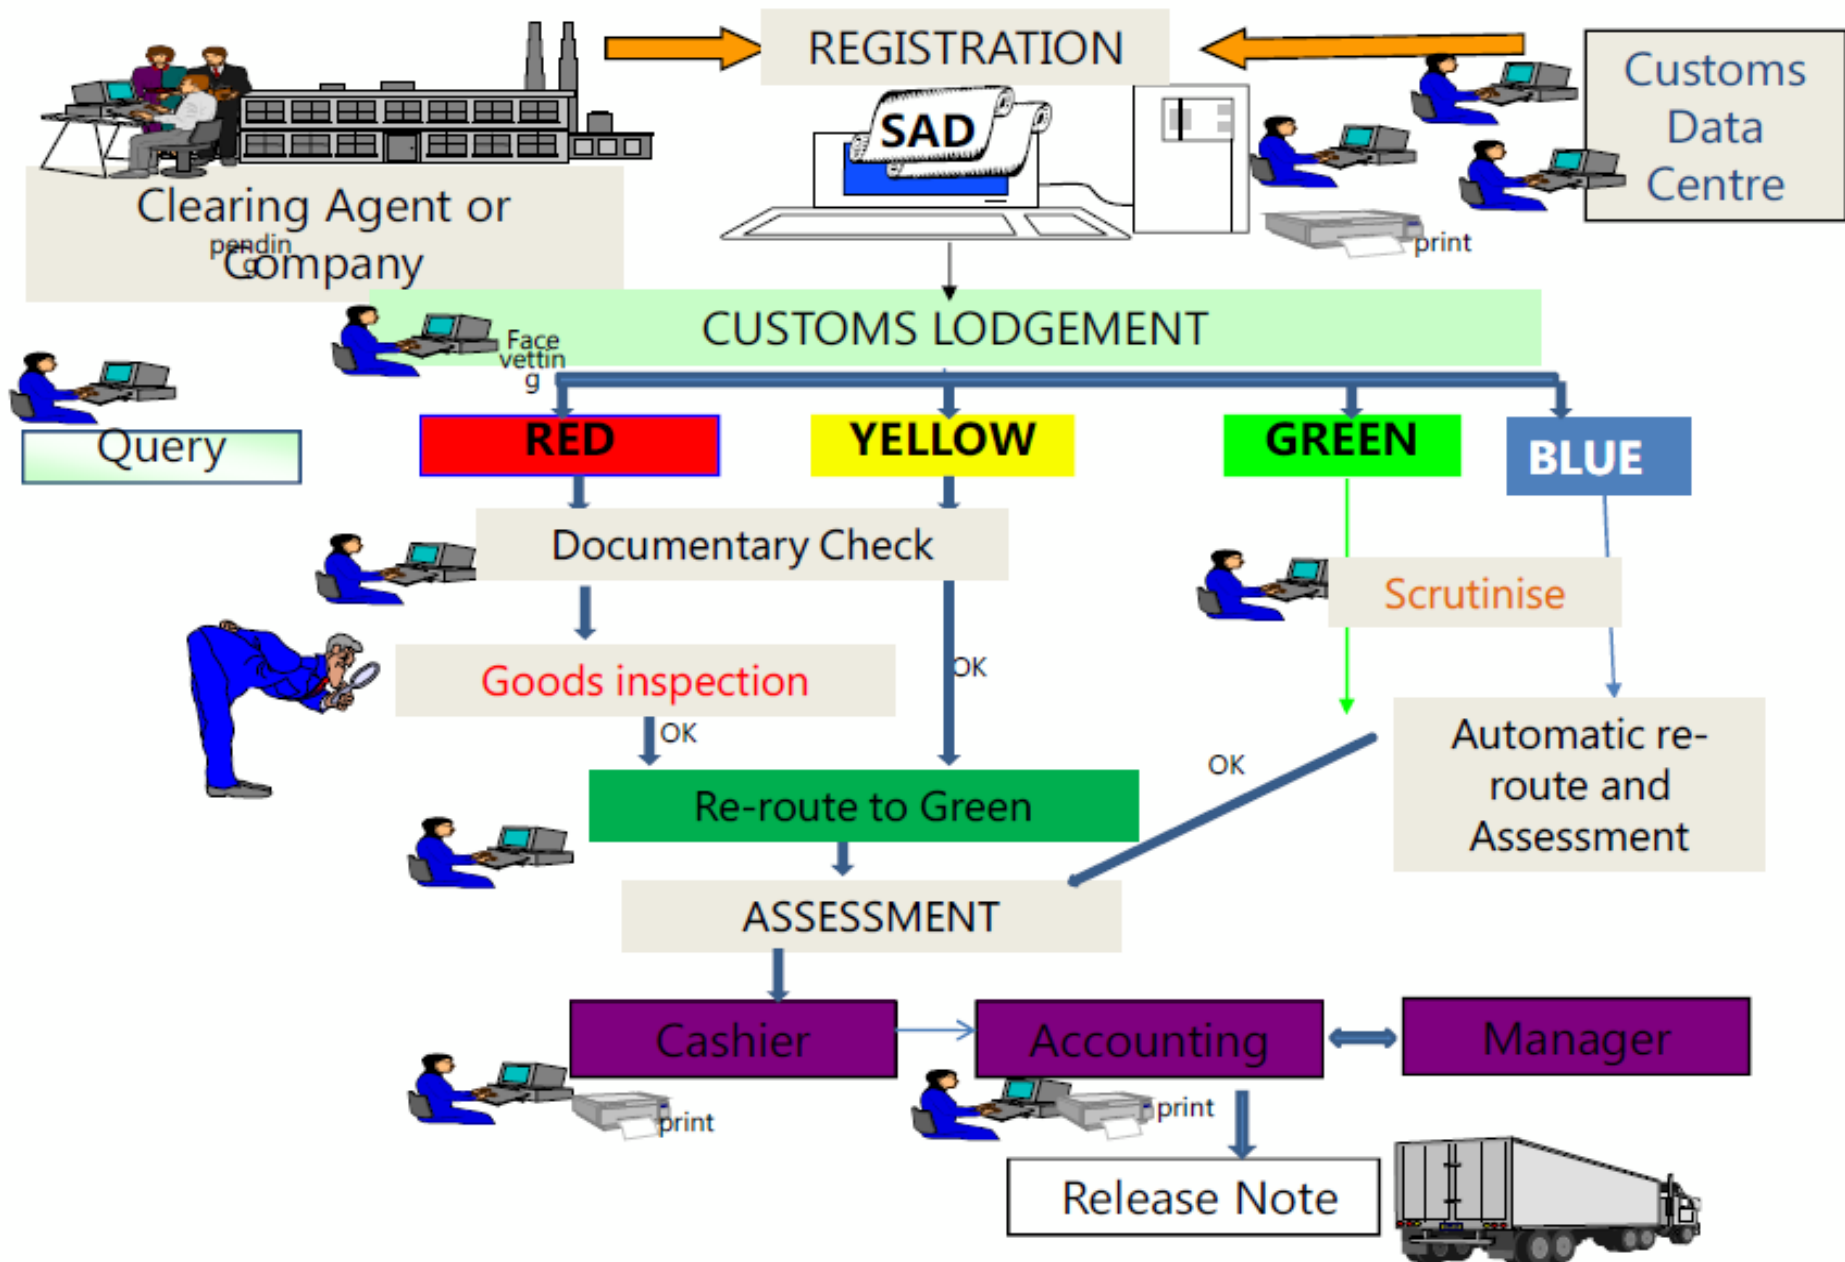 REGISTRATION
SAD
Customs
Data
Centre
print
Clearing Agent or
Company
pendin
g
CUSTOMS LODGEMENT
Face
vettin
g
Query
RED
YELLOW
GREEN
BLUE
Documentary Check
Scrutinise
Goods inspection
OK
OK
OK
Automatic re-
route and
Assessment
Re-route to Green
ASSESSMENT
Cashier
Accounting
Manager
print
print
Release Note